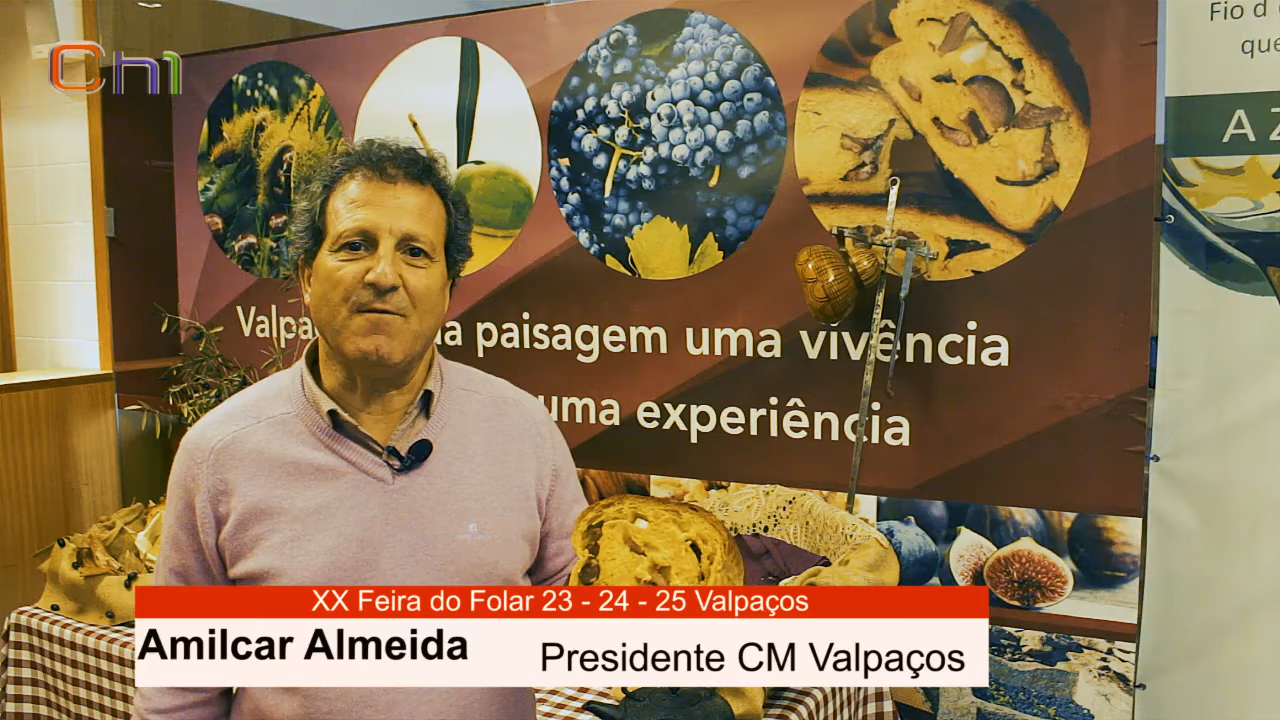 Ch1
Fio d
que
A Z
Valpa
a paisagem uma vivência
uma experiência
XX Feira do Folar 23 - 24 - 25 Valpaços
Amilcar Almeida
Presidente CM Valpaços